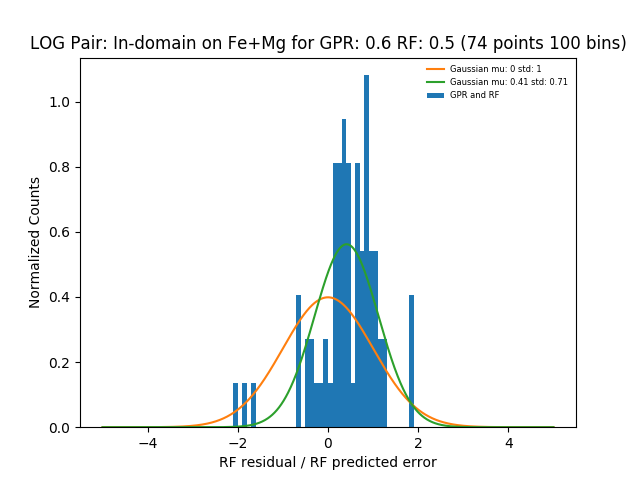 LOG Pair: In-domain on Fe+Mg for GPR: 0.6 RF: 0.5 (74 points 100 bins)
Gaussian mu: 0 std: 1
Gaussian mu: 0.41 std: 0.71
GPR and RF
Normalized Counts
1.0
0.8
0.6
0.4
0.2
0.0
−4
−2
0
2
4
RF residual / RF predicted error